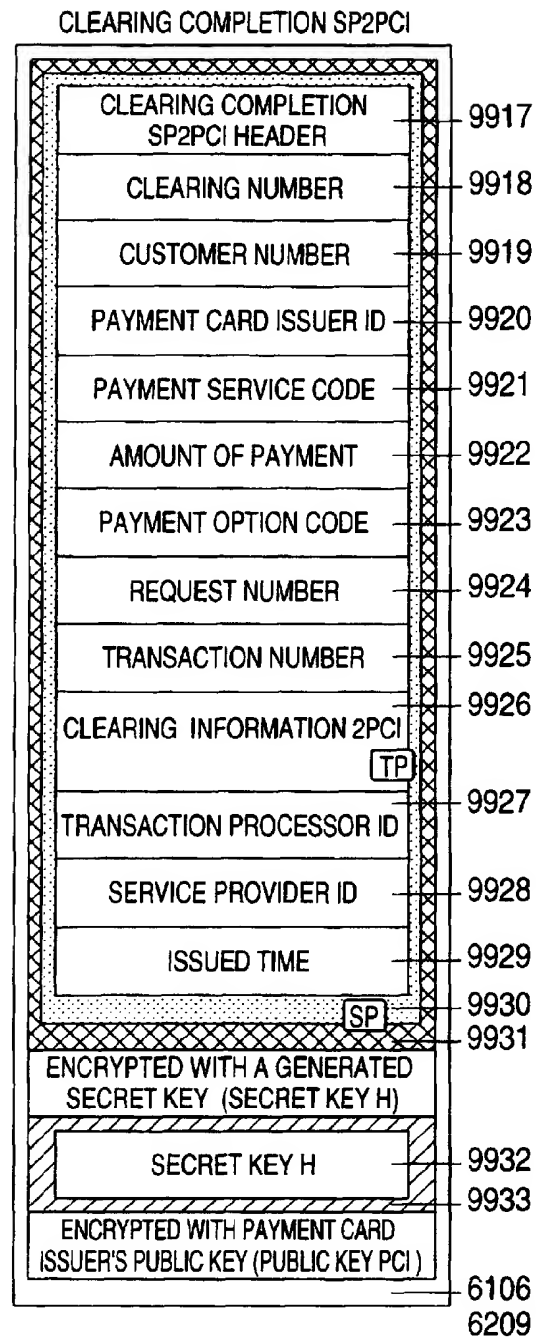 CLEARING COMPLETION SP2PCI
CLEARING COMPLETION
SP2PCI HEADER
9917
CLEARING NUMBER
9918
CUSTOMER NUMBER
9919
PAYMENT CARD ISSUER ID
9920
PAYMENT SERVICE CODE
9921
AMOUNT OF PAYMENT
9922
PAYMENT OPTION CODE
9923
REQUEST NUMBER
9924
TRANSACTION NUMBER
9925
9926
CLEARING INFORMATION 2PCI
TP
9927
TRANSACTION PROCESSOR ID
SERVICE PROVIDER ID
9928
ISSUED TIME
9929
SP
9930
9931
ENCRYPTED WITH A GENERATED
SECRET KEY (SECRET KEY H)
SECRET KEY H
9932
9933
ENCRYPTED WITH PAYMENT CARD
ISSUER'S PUBLIC KEY (PUBLIC KEY PCI )
6106
6209